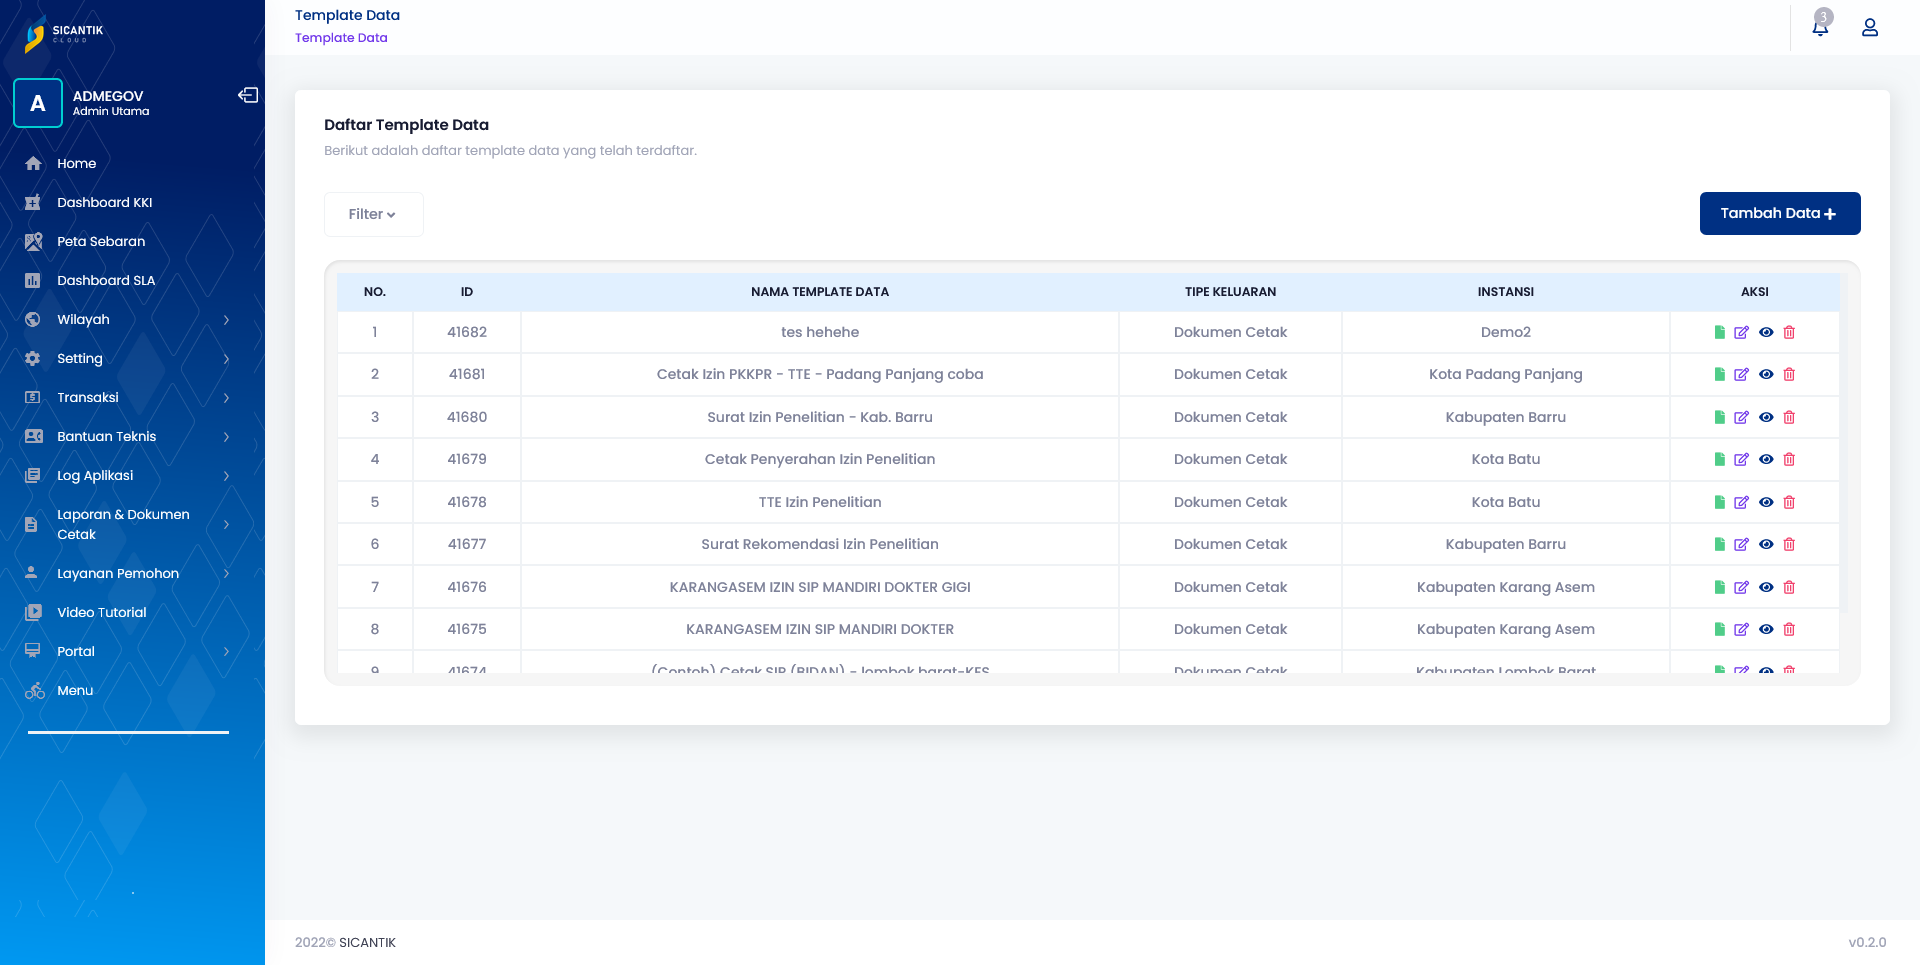 SICANTIK
CLOUD
A
ADMEGOV
Admin Utama
Home
Dashboard KKI
Peta Sebaran
Dashboard SLA
Wilayah
Setting
Transaksi
Bantuan Teknis
Log Aplikasi
Laporan & Dokumen
Cetak
Layanan Pemohon
Video Tutorial
Portal
Menu
Template Data
Template Data
3
Daftar Template Data
Berikut adalah daftar template data yang telah terdaftar.
Filter
Tambah Data +
NO. ID NAMA TEMPLATE DATA TIPE KELUARAN INSTANSI AKSI
1 41682 tes hehehe Dokumen Cetak Demo2
2 41681 Cetak Izin PKKPR - TTE - Padang Panjang coba Dokumen Cetak Kota Padang Panjang
3 41680 Surat Izin Penelitian - Kab. Barru Dokumen Cetak Kabupaten Barru
4 41679 Cetak Penyerahan Izin Penelitian Dokumen Cetak Kota Batu
5 41678 TTE Izin Penelitian Dokumen Cetak Kota Batu
6 41677 Surat Rekomendasi Izin Penelitian Dokumen Cetak Kabupaten Barru
7 41676 KARANGASEM IZIN SIP MANDIRI DOKTER GIGI Dokumen Cetak Kabupaten Karang Asem
8 41675 KARANGASEM IZIN SIP MANDIRI DOKTER Dokumen Cetak Kabupaten Karang Asem
9 41674 (Contoh) Cetak SIP (BIDAN) - lombok barat-KES Dokumen Cetak Kabupaten Lombok Barat
2022© SICANTIK
v0.2.0